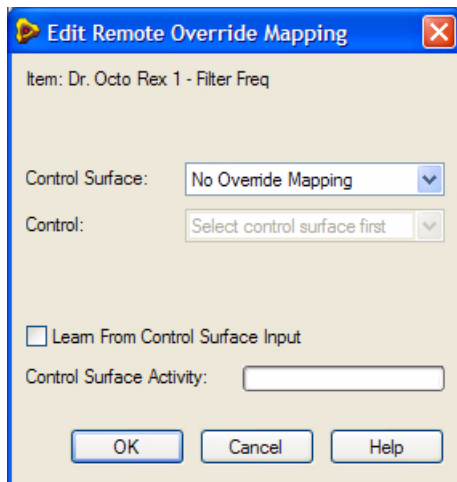 Edit Remote Override Mapping
Item: Dr. Octo Rex 1 - Filter Freq
Control Surface: No Override Mapping
Control: Select control surface first
Learn From Control Surface Input
Control Surface Activity:
OK Cancel Help